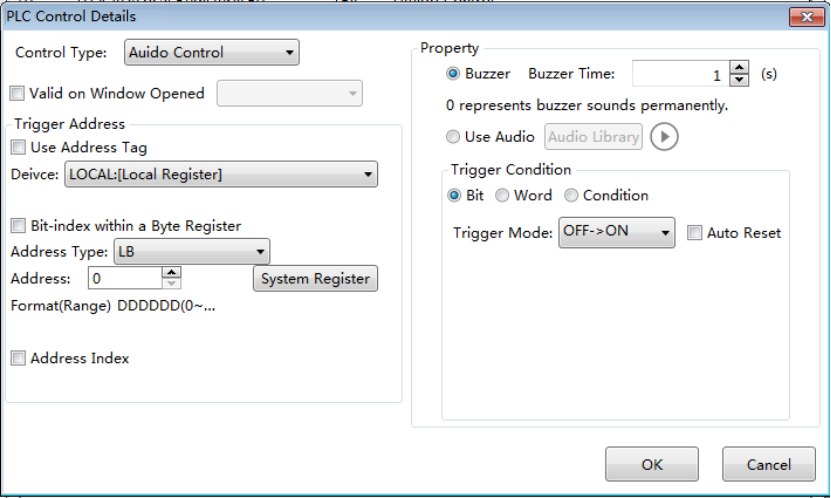 PLC Control Details
Control Type: Auido Control
Valid on Window Opened
Trigger Address
Use Address Tag
Deivce: LOCAL:[Local Register]
Bit-index within a Byte Register
Address Type: LB
Address: 0 System Register
Format(Range) DDDDDD(0~...
Address Index
Property
Buzzer Buzzer Time: 1 (s)
0 represents buzzer sounds permanently.
Use Audio Audio Library
Trigger Condition
Bit Word Condition
Trigger Mode: OFF->ON Auto Reset
OK Cancel